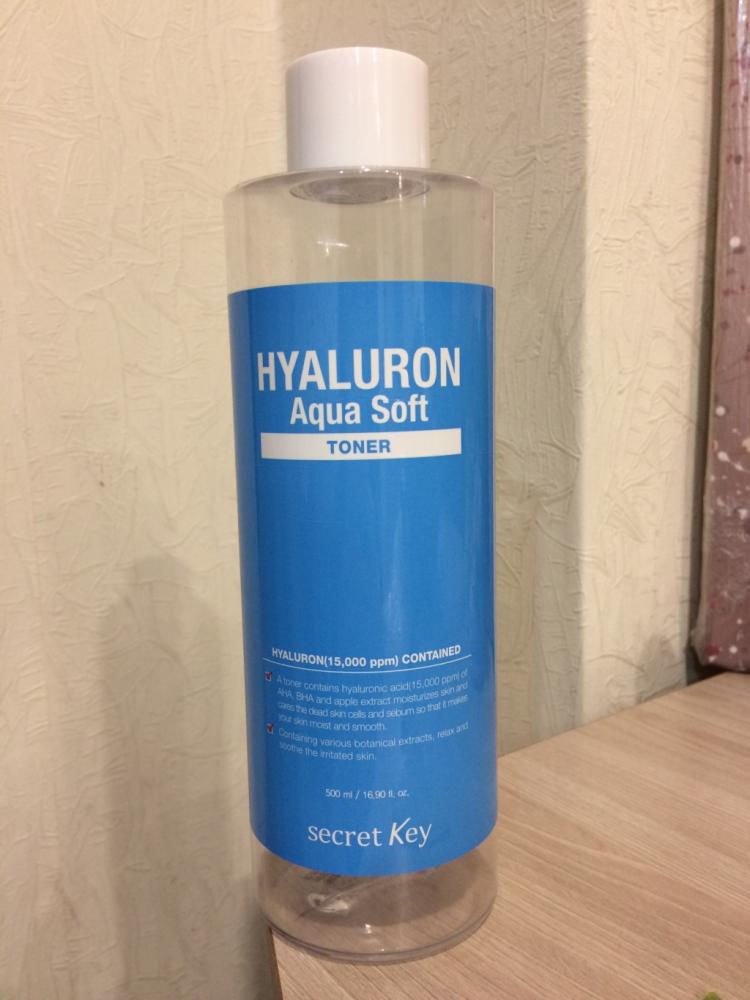 HYALURON
Aqua Soft
TONER
HYALURON(15,000 ppm) CONTAINED
A toner contains hyaluronic acid(15,000 ppm) of
AHA, BHA and apple extract moisturizes skin and
cares the dead skin cells and sebum so that it makes
your skin moist and smooth.
Containing various botanical extracts, relax and
soothe the irritated skin.
500 ml / 16.90 fl. oz.
secret Key